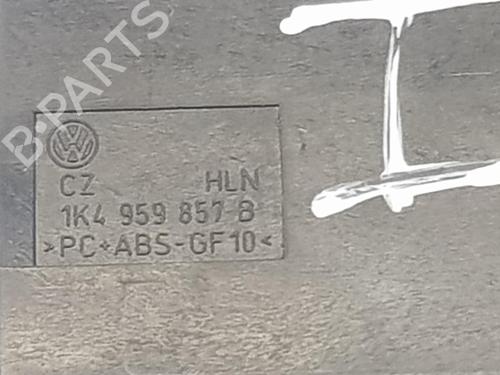 B-PARTS
CZ HLN
1K4 959 857 B
>PC+ABS-GF10<